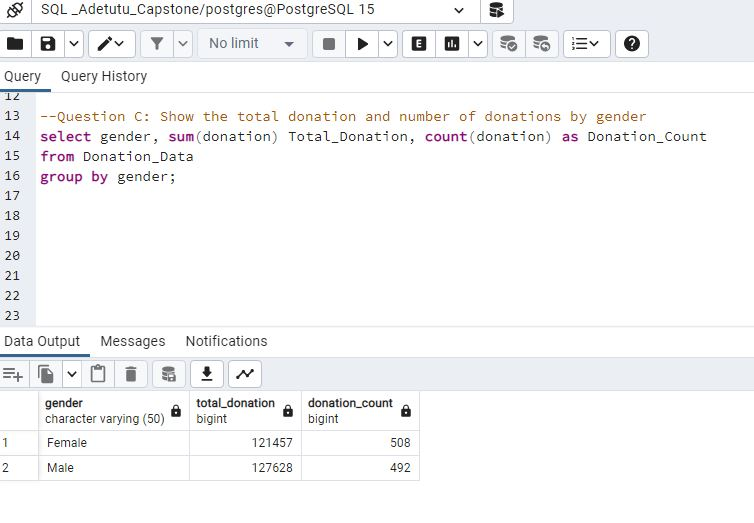 SQL _Adetutu_Capstone/postgres@PostgreSQL 15
No limit
E
Query Query History
12
13 --Question C: Show the total donation and number of donations by gender
14 select gender, sum(donation) Total_Donation, count(donation) as Donation_Count
15 from Donation_Data
16 group by gender;
17
18
19
20
21
22
23
Data Output Messages Notifications
gender total_donation donation_count
character varying (50) bigint bigint
1 Female 121457 508
2 Male 127628 492